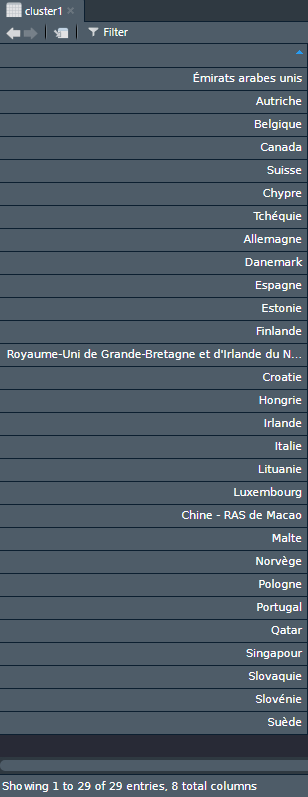 cluster1
Filter
Émirats arabes unis
Autriche
Belgique
Canada
Suisse
Chypre
Tchéquie
Allemagne
Danemark
Espagne
Estonie
Finlande
Royaume-Uni de Grande-Bretagne et d'Irlande du N...
Croatie
Hongrie
Irlande
Italie
Lituanie
Luxembourg
Chine - RAS de Macao
Malte
Norvège
Pologne
Portugal
Qatar
Singapour
Slovaquie
Slovénie
Suède
Showing 1 to 29 of 29 entries, 8 total columns